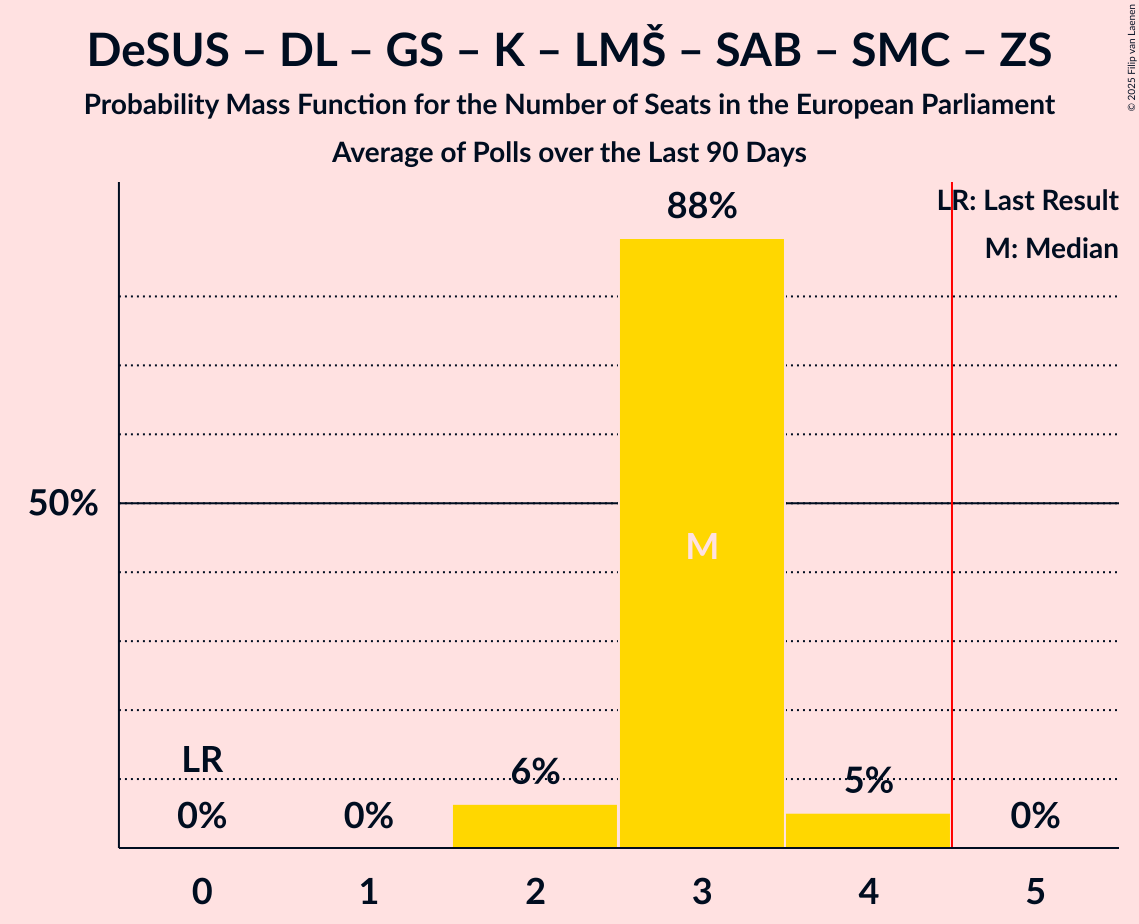 DeSUS – DL – GS – K – LMŠ – SAB – SMC – ZS
Probability Mass Function for the Number of Seats in the European Parliament
Average of Polls over the Last 90 Days
© 2025 Filip van Laenen
LR: Last Result
M: Median
88%
50%
M
LR
0%
0%
6%
5%
0%
0
1
2
3
4
5